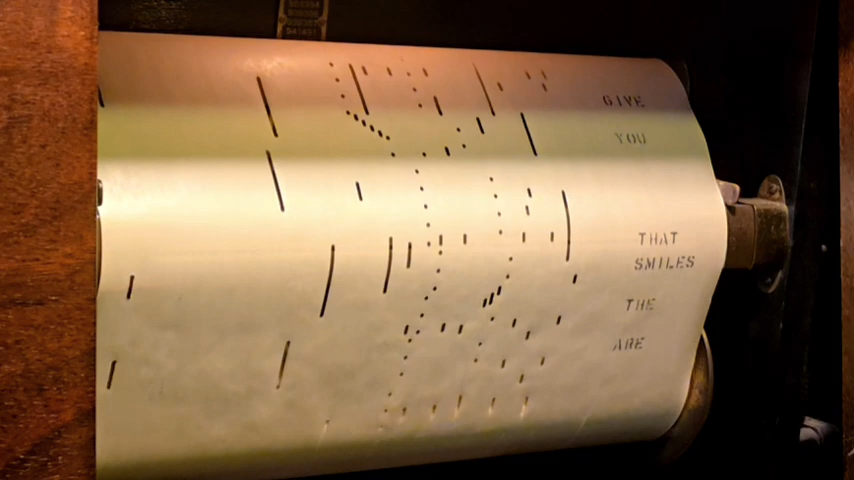 GIVE
YOU
THAT
SMILES
THE
ARE